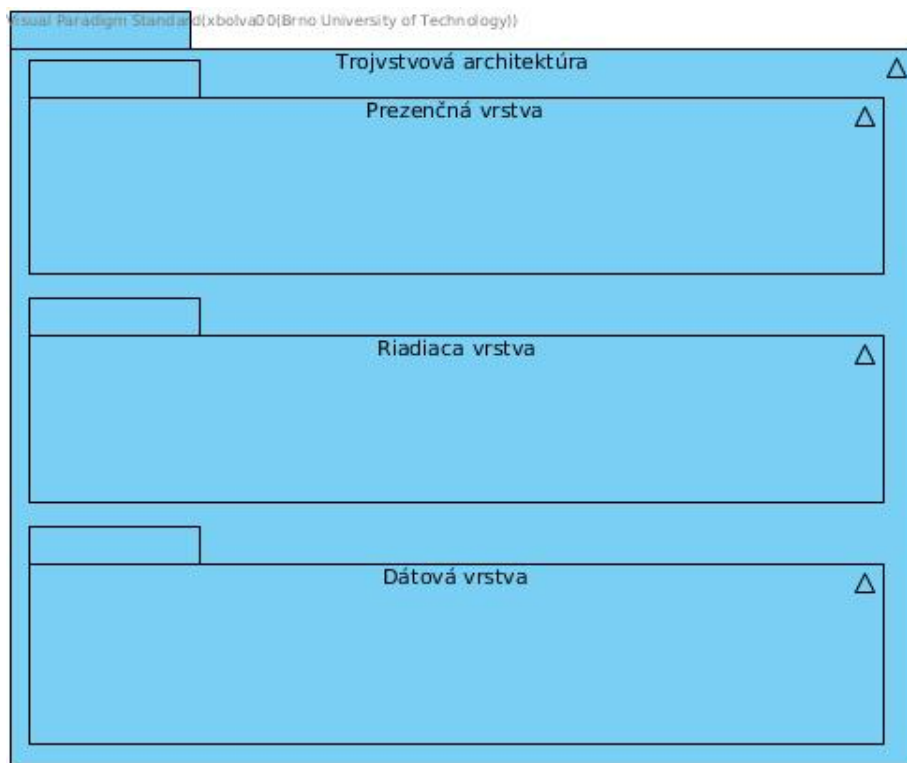 Visual Paradigm Standard(xbolva00(Brno University of Technology))
Trojvstvová architektúra
Prezenčná vrstva
Riadiaca vrstva
Dátová vrstva